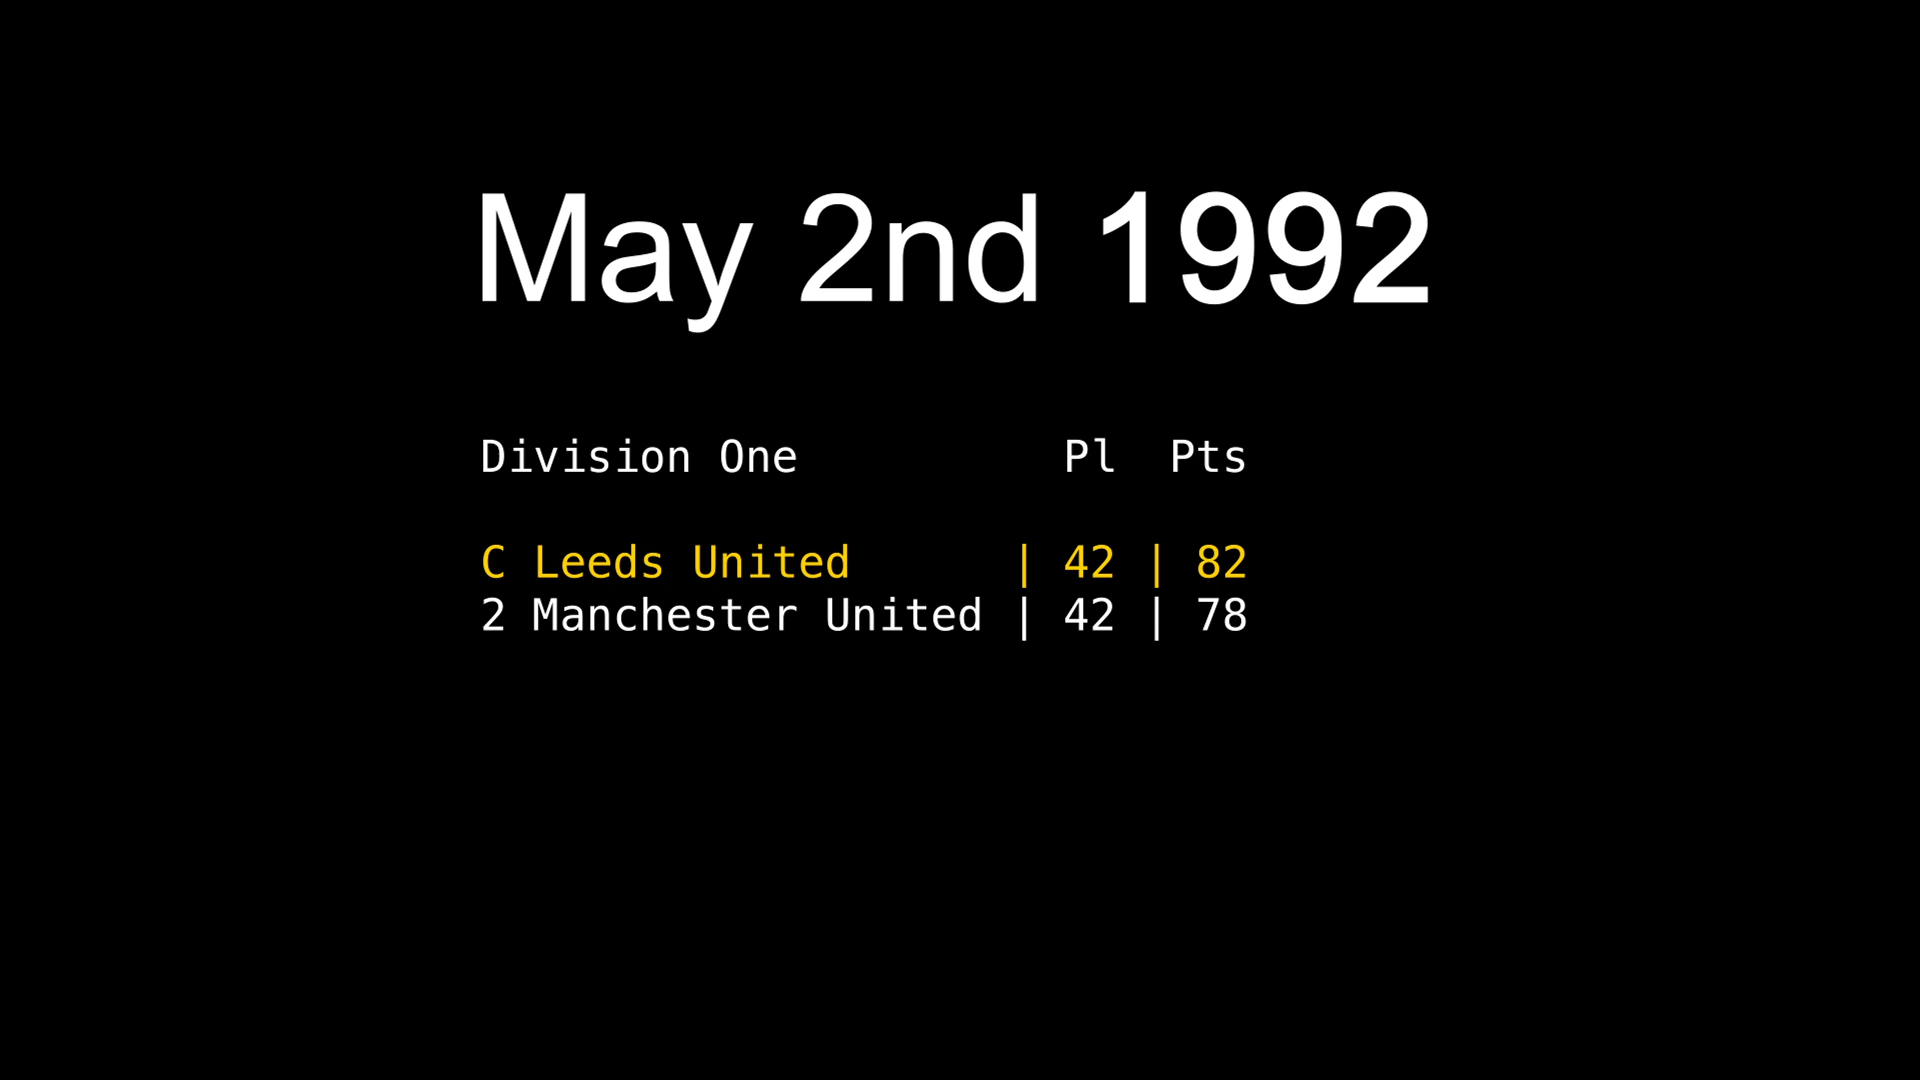 May 2nd 1992
Division One Pl Pts
C Leeds United | 42 | 82
2 Manchester United | 42 | 78